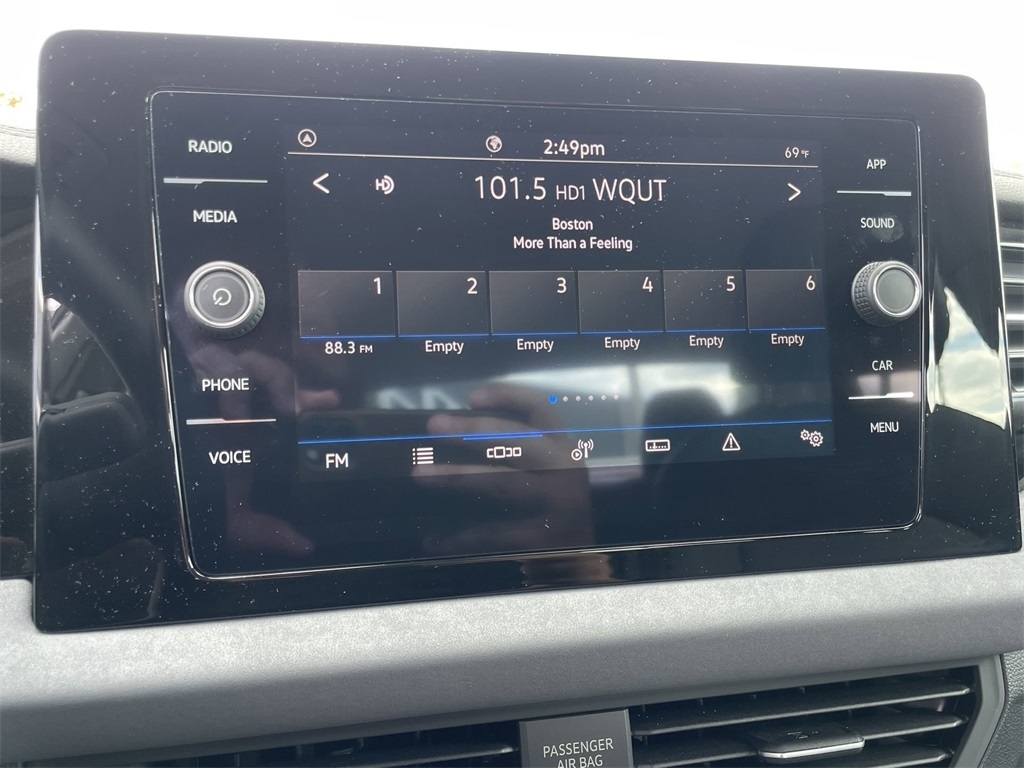 RADIO
MEDIA
PHONE
VOICE
2:49pm
69°F
101.5 HD1 WQUT
Boston
More Than a Feeling
1 2 3 4 5 6
88.3 FM Empty Empty Empty Empty Empty
FM
APP
SOUND
CAR
MENU
PASSENGER
AIR BAG